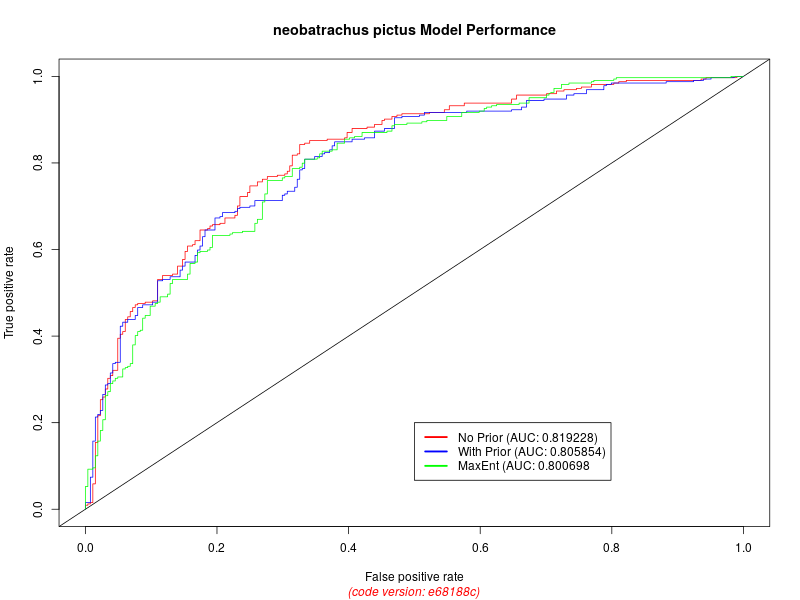 neobatrachus pictus Model Performance
True positive rate
1.0
0.8
0.6
0.4
0.2
0.0
No Prior (AUC: 0.819228)
With Prior (AUC: 0.805854)
MaxEnt (AUC: 0.800698
0.0 0.2 0.4 0.6 0.8 1.0
False positive rate
(code version: e68188c)